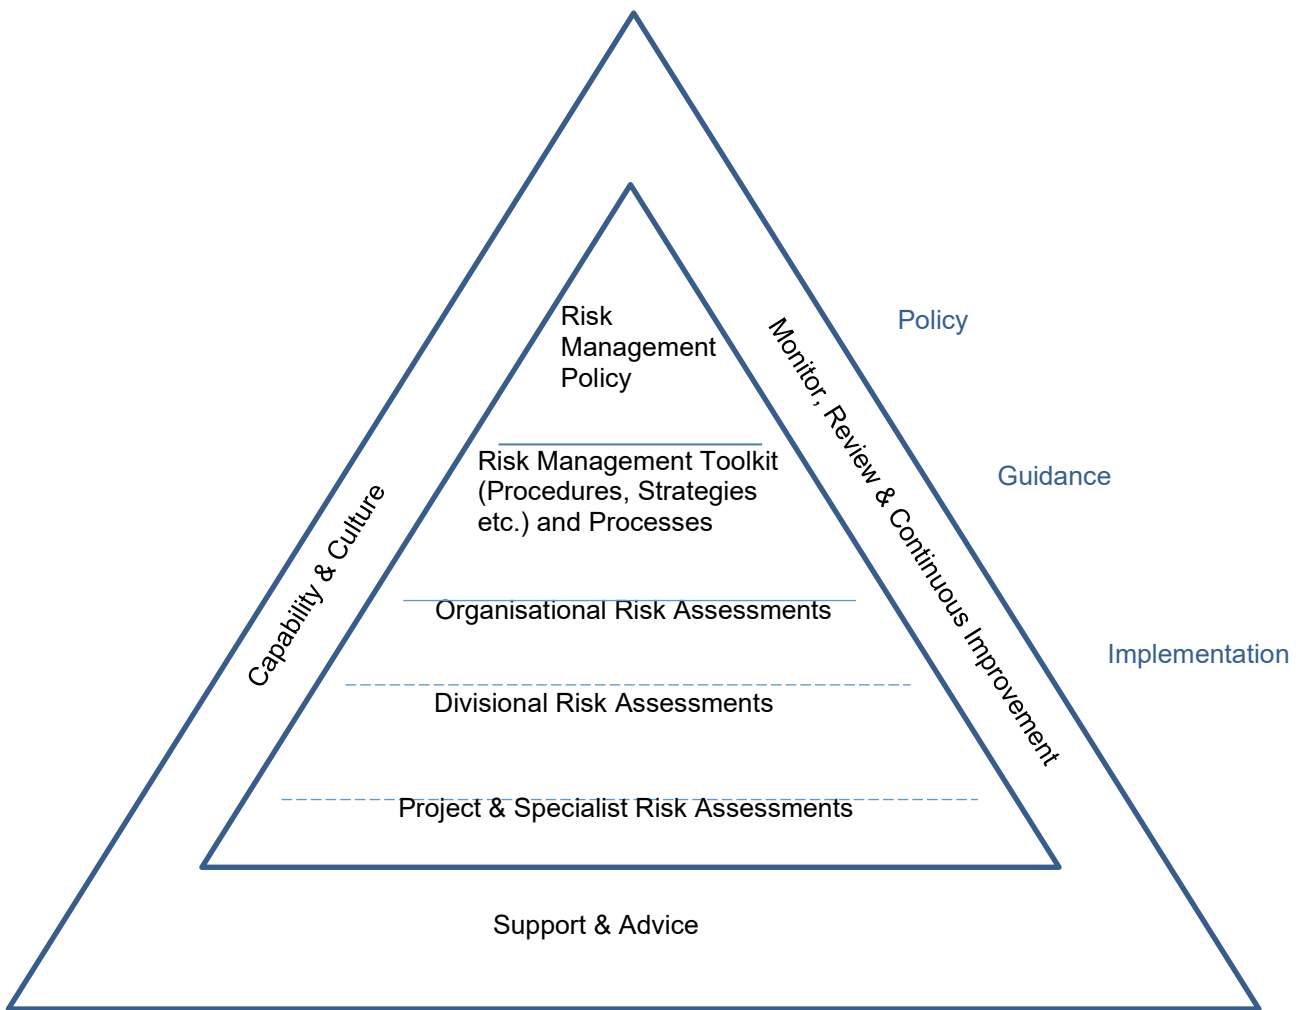 Risk
Management
Policy
Policy
Monitor, Review & Continuous Improvement
Risk Management Toolkit
(Procedures, Strategies
etc.) and Processes
Guidance
Capability & Culture
Organisational Risk Assessments
Implementation
Divisional Risk Assessments
Project & Specialist Risk Assessments
Support & Advice